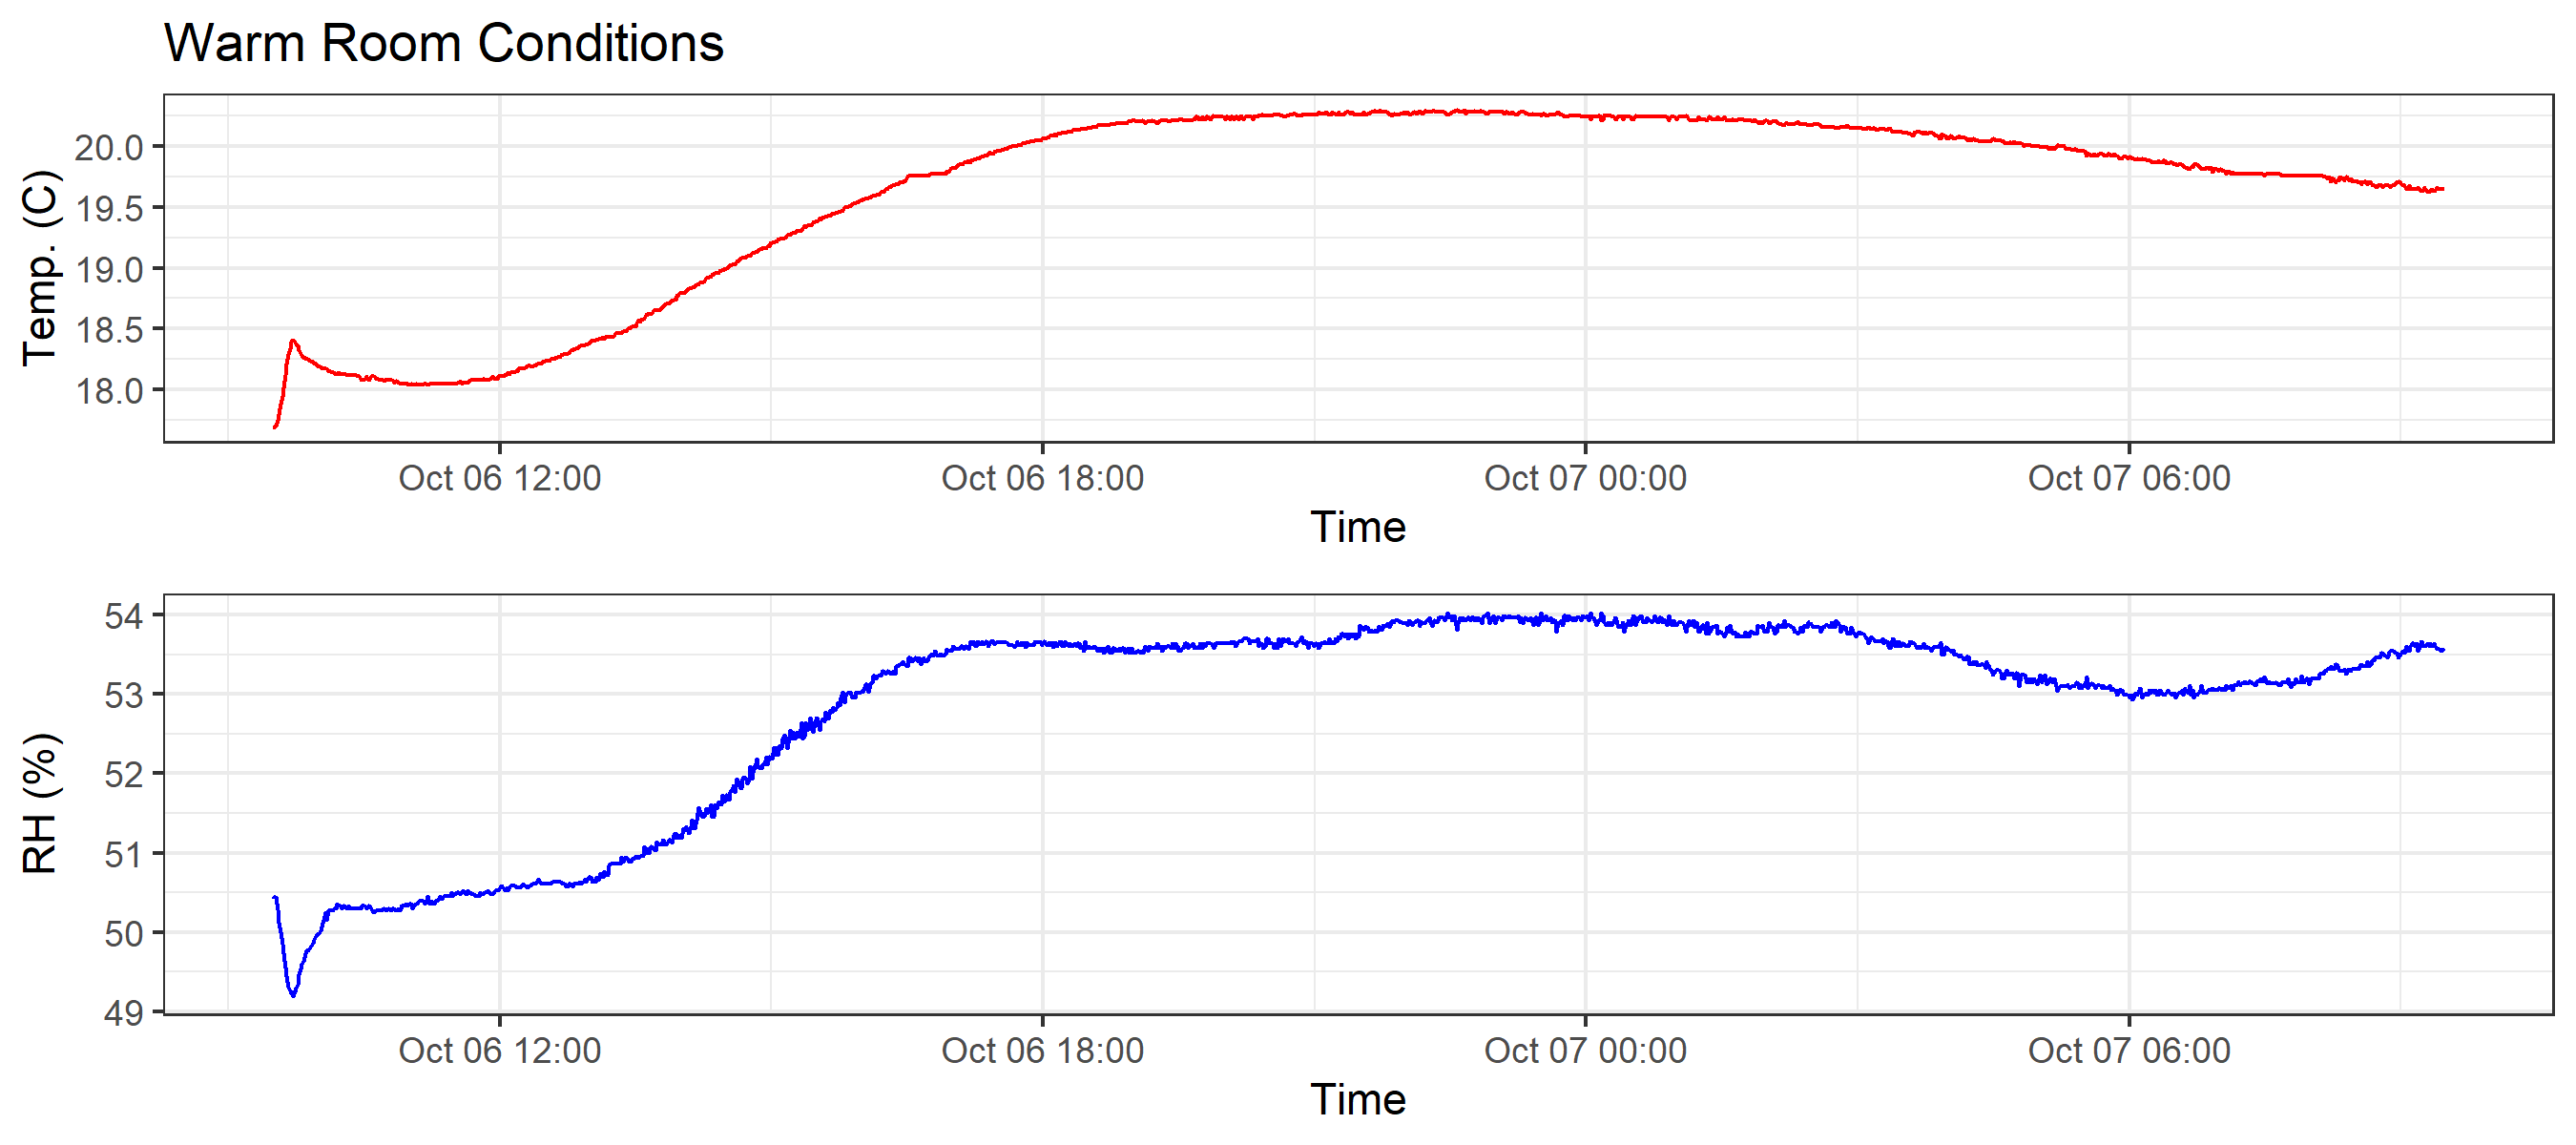 Warm Room Conditions
20.0
19.5
19.0
18.5
18.0
Temp. (C)
Oct 06 12:00 Oct 06 18:00 Oct 07 00:00 Oct 07 06:00
Time
54
53
52
51
50
49
RH (%)
Oct 06 12:00 Oct 06 18:00 Oct 07 00:00 Oct 07 06:00
Time